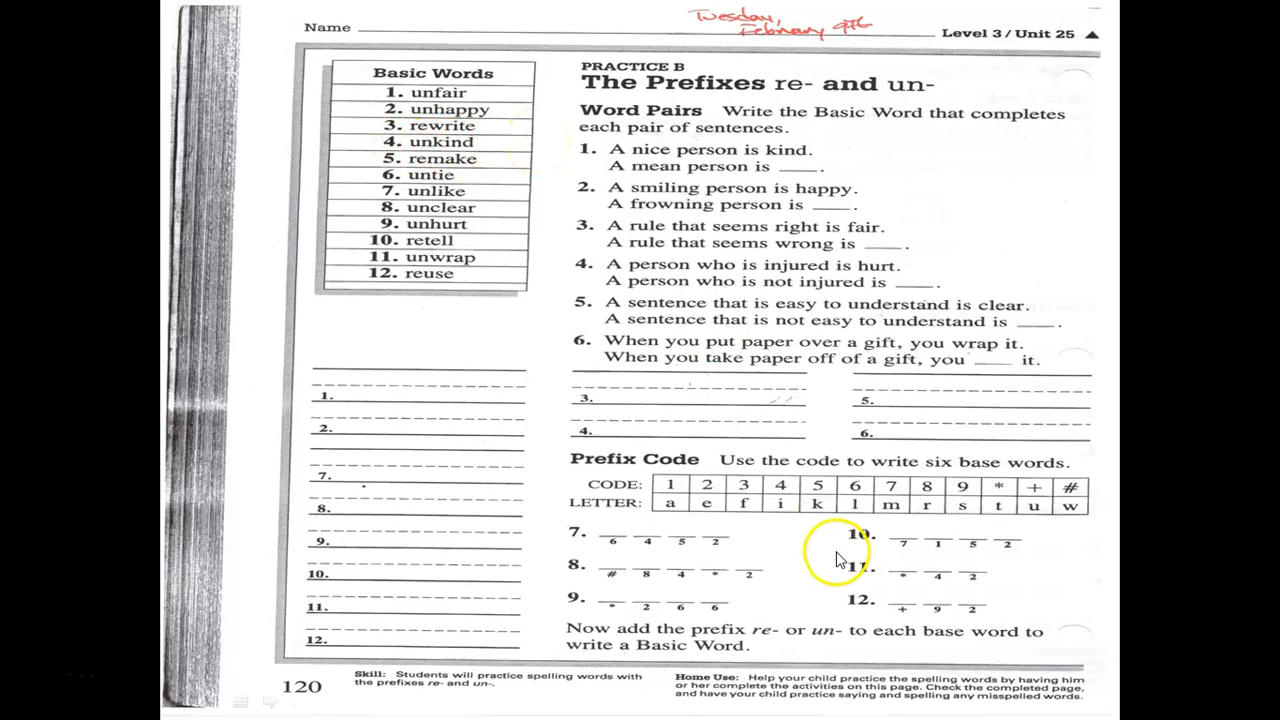 Tuesday,
February 9th
Name
Level 3/Unit 25
Basic Words
1. unfair
2. unhappy
3. rewrite
4. unkind
5. remake
6. untie
7. unlike
8. unclear
9. unhurt
10. retell
11. unwrap
12. reuse
PRACTICE B
The Prefixes re- and un-
Word Pairs Write the Basic Word that completes
each pair of sentences.
1. A nice person is kind.
A mean person is ____.
2. A smiling person is happy.
A frowning person is ____.
3. A rule that seems right is fair.
A rule that seems wrong is ____.
4. A person who is injured is hurt.
A person who is not injured is ____.
5. A sentence that is easy to understand is clear.
A sentence that is not easy to understand is ____.
6. When you put paper over a gift, you wrap it.
When you take paper off of a gift, you ____ it.
1.
2.
3.
4.
5.
6.
7.
8.
9.
10.
11.
12.
Prefix Code Use the code to write six base words.
CODE: 1 2 3 4 5 6 7 8 9 * + #
LETTER: a e f i k l m r s t u w
7. 6 4 5 2
8. # 8 4 * 2
9. * 2 6 6
10. 7 1 5 2
11. * 4 2
12. + 9 2
Now add the prefix re- or un- to each base word to
write a Basic Word.
120
Skill: Students will practice spelling words with
the prefixes re- and un-.
Home Use: Help your child practice the spelling words by having him
or her complete the activities on this page. Check the completed page,
and have your child practice saying and spelling any misspelled words.